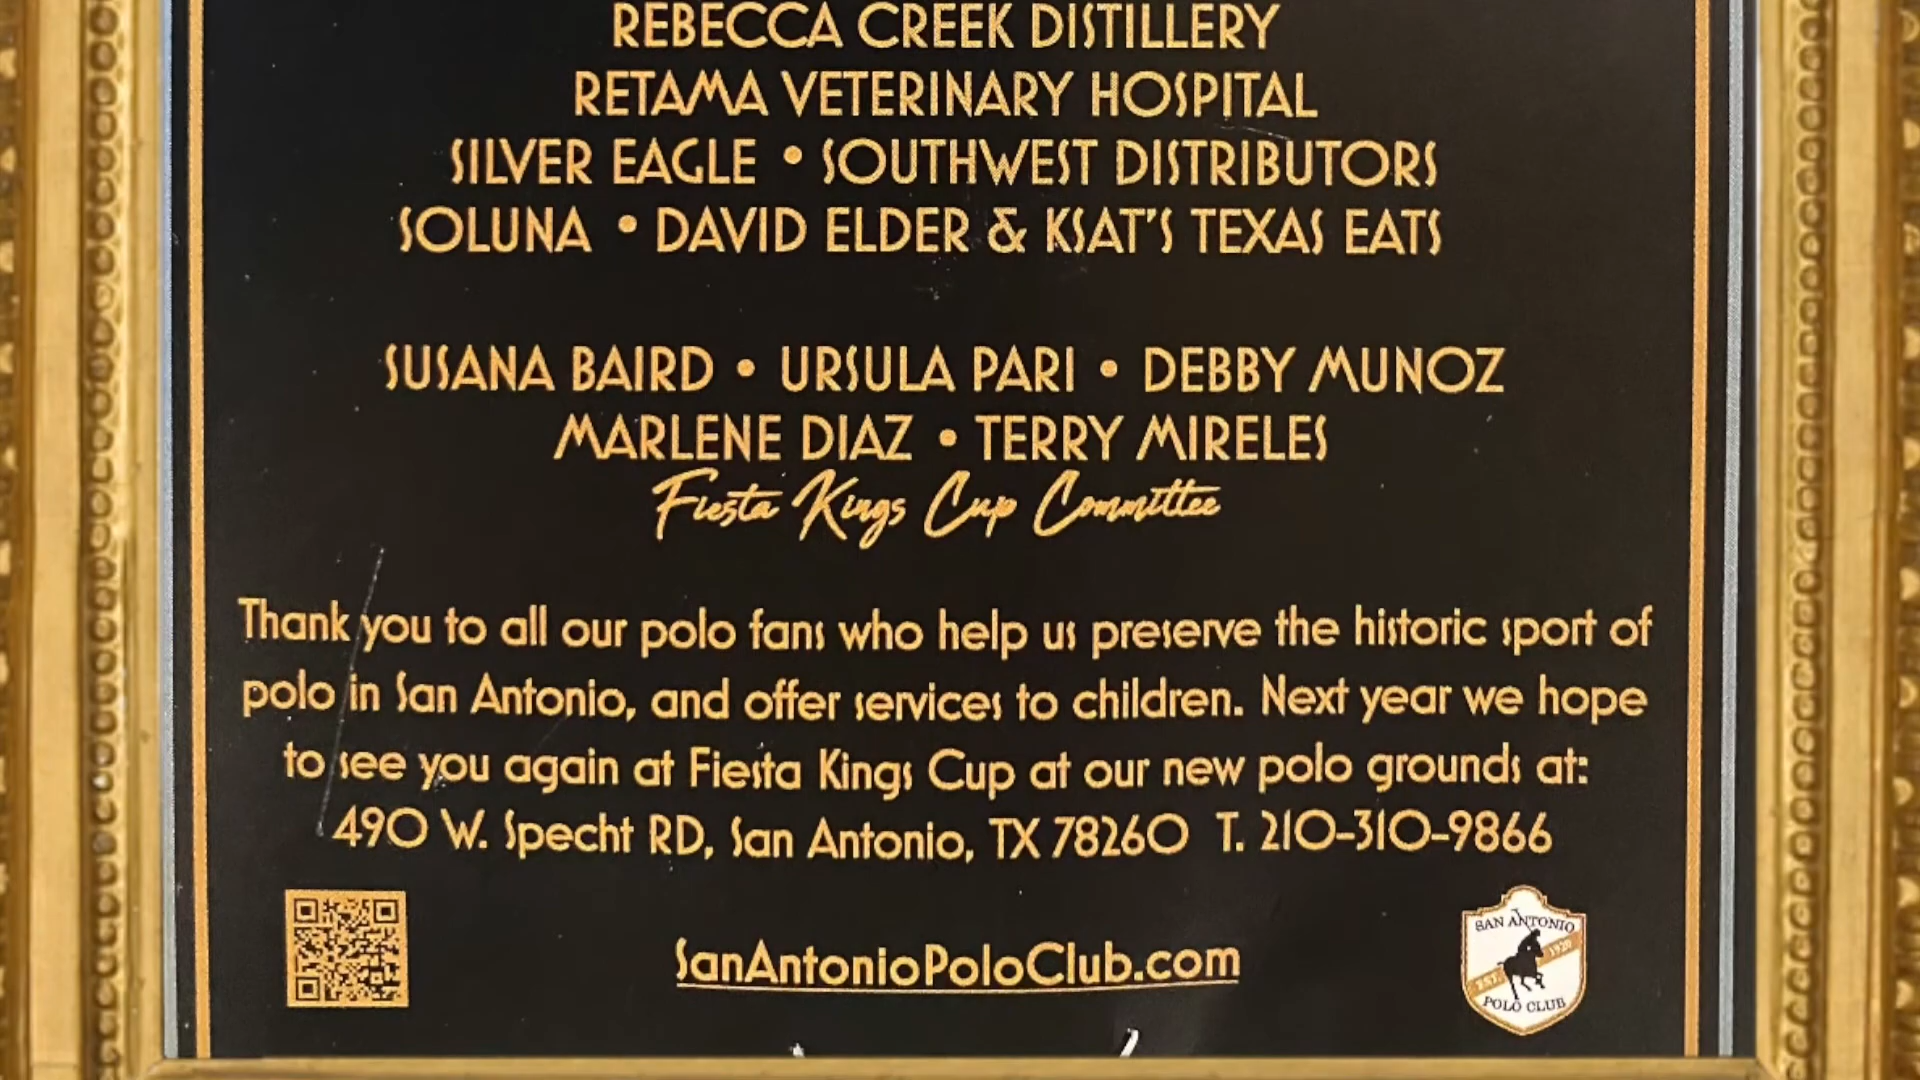 REBECCA CREEK DISTILLERY
RETAMA VETERINARY HOSPITAL
SILVER EAGLE • SOUTHWEST DISTRIBUTORS
SOLUNA • DAVID ELDER & KSAT'S TEXAS EATS
SUSANA BAIRD • URSULA PARI • DEBBY MUNOZ
MARLENE DIAZ • TERRY MIRELES
Fiesta Kings Cup Committee
Thank you to all our polo fans who help us preserve the historic sport of
polo in San Antonio, and offer services to children. Next year we hope
to see you again at Fiesta Kings Cup at our new polo grounds at:
490 W. Specht RD, San Antonio, TX 78260 T. 210-310-9866
SanAntonioPoloClub.com
SAN ANTONIO
EST. 1920
POLO CLUB